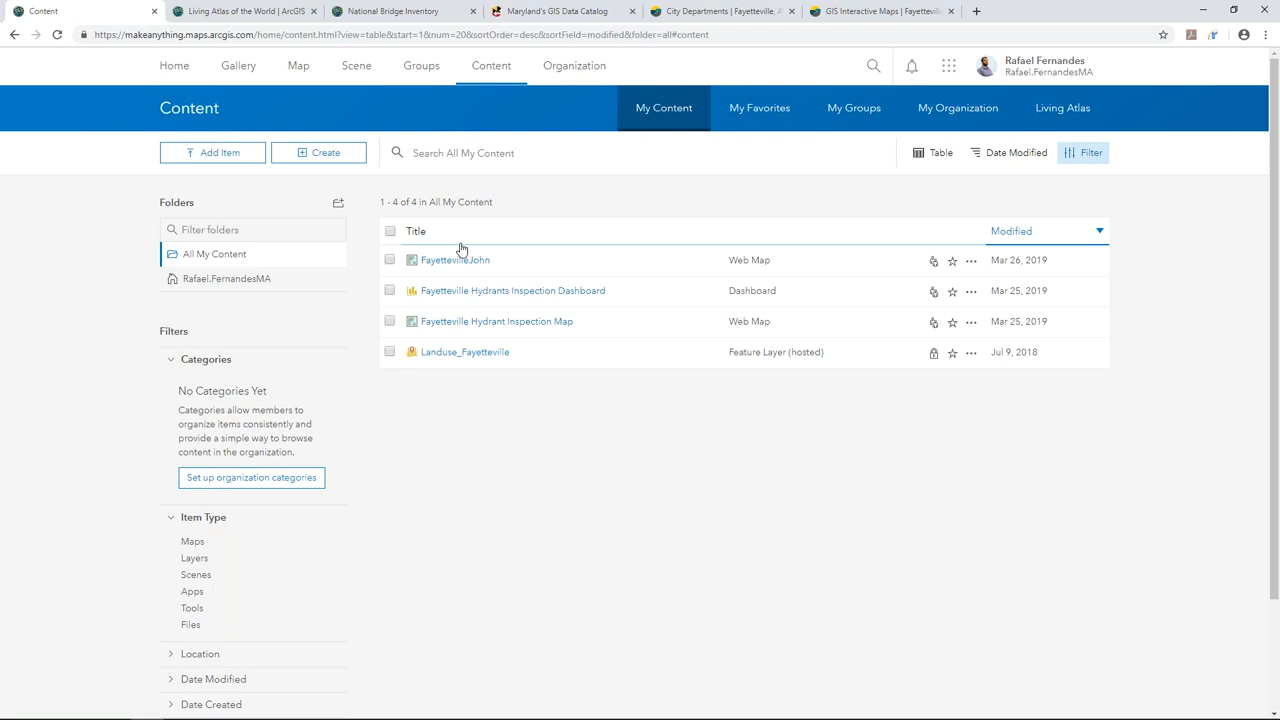 Content
Living Atlas of the World | ArcGIS
National Bridge Inventory
Maryland's GIS Data Catalog
City Departments | Fayetteville, A
GIS Interactive Maps | Fayetteville
https://makeanything.maps.arcgis.com/home/content.html?view=table&start=1&num=20&sortOrder=desc&sortField=modified&folder=all#content
Home Gallery Map Scene Groups Content Organization
Rafael Fernandes
Rafael.FernandesMA
Content
My Content My Favorites My Groups My Organization Living Atlas
Add Item Create Search All My Content Table Date Modified Filter
Folders
Filter folders
All My Content
Rafael.FernandesMA
Filters
Categories
No Categories Yet
Categories allow members to
organize items consistently and
provide a simple way to browse
content in the organization.
Set up organization categories
Item Type
Maps
Layers
Scenes
Apps
Tools
Files
Location
Date Modified
Date Created
1 - 4 of 4 in All My Content
Title Modified
FayettevilleJohn Web Map Mar 26, 2019
Fayetteville Hydrants Inspection Dashboard Dashboard Mar 25, 2019
Fayetteville Hydrant Inspection Map Web Map Mar 25, 2019
Landuse_Fayetteville Feature Layer (hosted) Jul 9, 2018